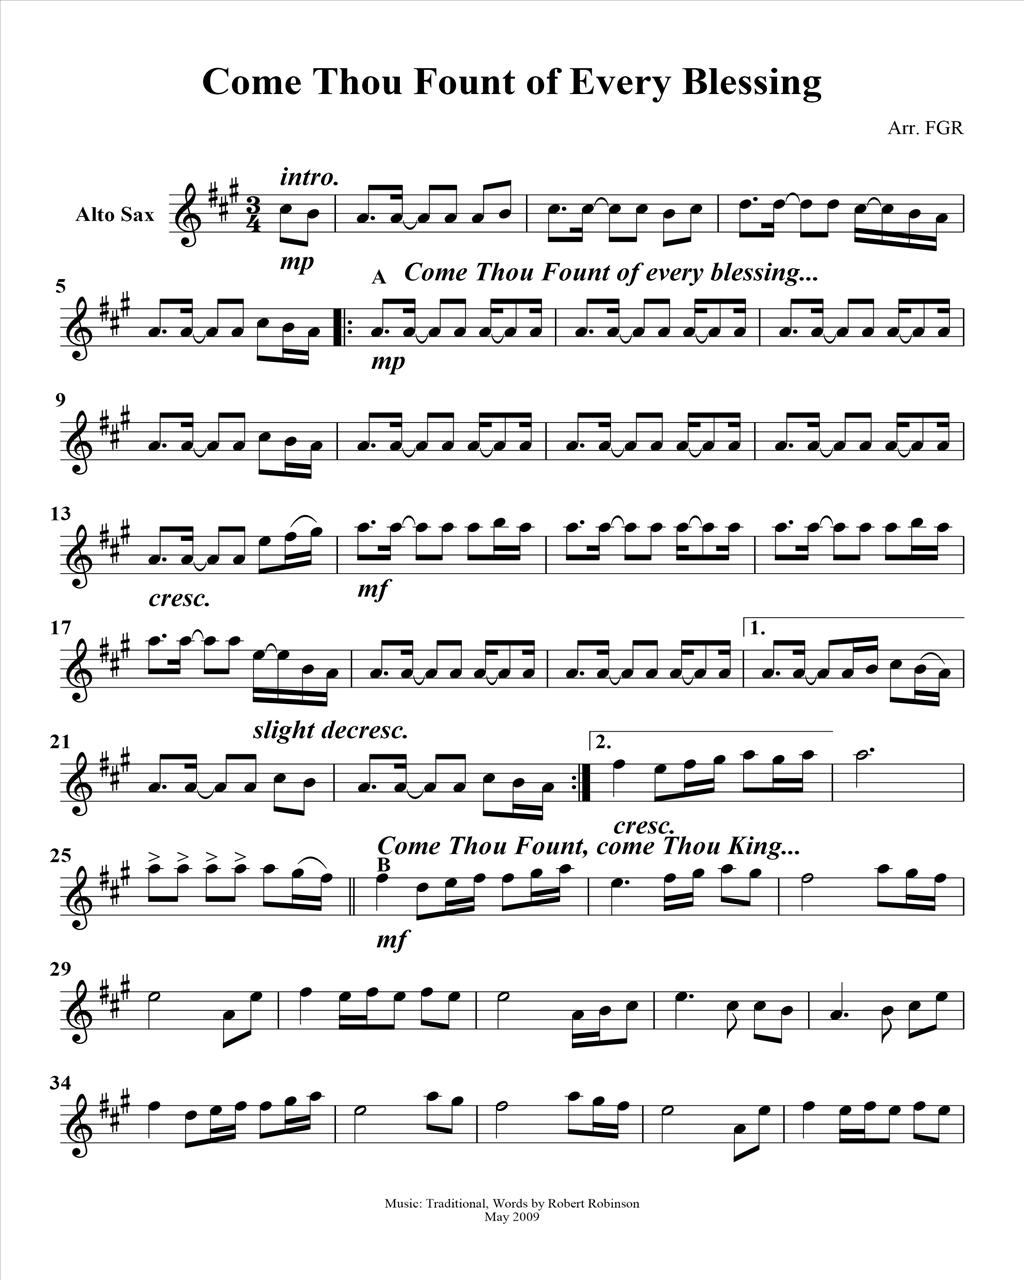 Come Thou Fount of Every Blessing
Arr. FGR
intro.
Alto Sax
3
4
mp
5
A Come Thou Fount of every blessing...
mp
9
13
cresc.
mf
17
1.
slight decresc.
21
2.
cresc.
Come Thou Fount, come Thou King...
25
B
mf
29
34
Music: Traditional, Words by Robert Robinson
May 2009